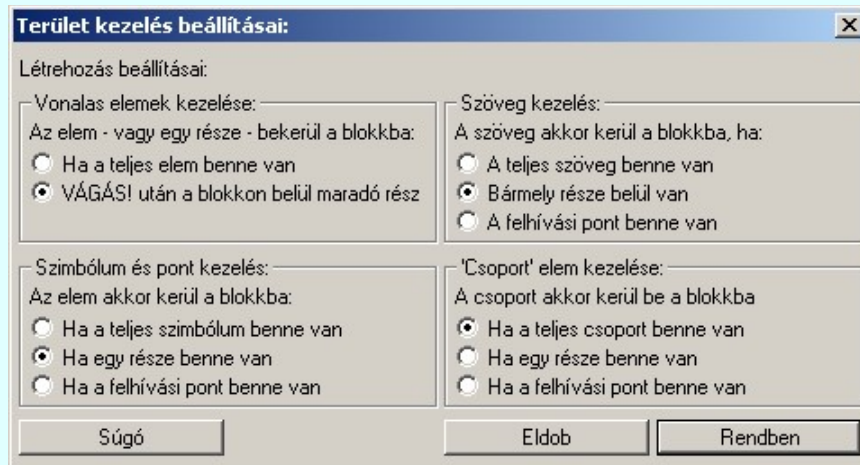 Terület kezelés beállításai:
Létrehozás beállításai:
Vonalas elemek kezelése:
Az elem - vagy egy része - bekerül a blokkba:
Ha a teljes elem benne van
VÁGÁS! után a blokkon belül maradó rész
Szöveg kezelés:
A szöveg akkor kerül a blokkba, ha:
A teljes szöveg benne van
Bármely része belül van
A felhívási pont benne van
Szimbólum és pont kezelés:
Az elem akkor kerül a blokkba:
Ha a teljes szimbólum benne van
Ha egy része benne van
Ha a felhívási pont benne van
'Csoport' elem kezelése:
A csoport akkor kerül be a blokkba
Ha a teljes csoport benne van
Ha egy része benne van
Ha a felhívási pont benne van
Súgó
Eldob
Rendben